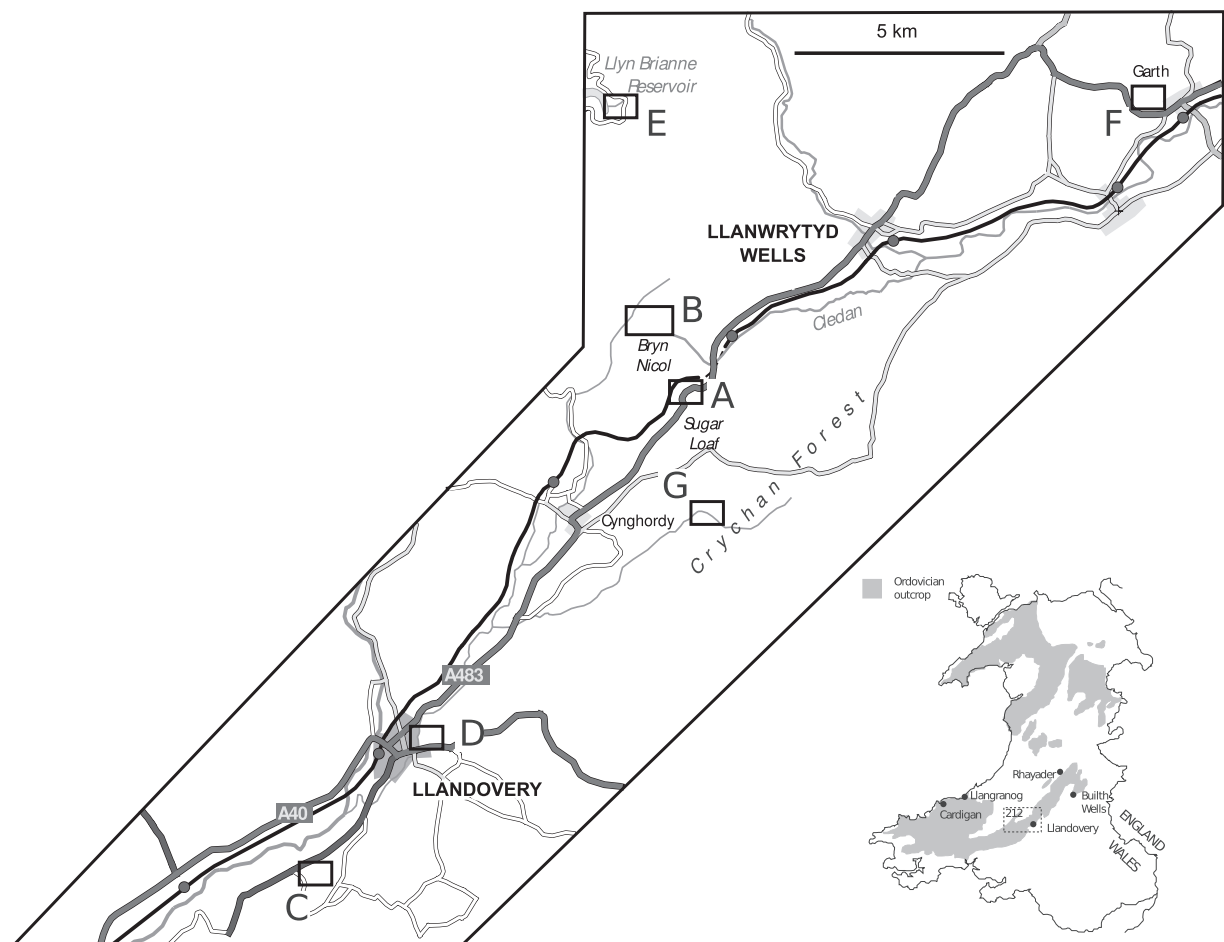 5 km
Llyn Brianne
Reservoir
Garth
E
F
LLANWRYTYD
WELLS
B
Cledan
Bryn
Nicol
A
Sugar
Loaf
Crychan Forest
G
Cynghordy
Ordovician
outcrop
A483
D
LLANDOVERY
Rhayader
Llangranog
Builth
Wells
Cardigan
212
Llandovery
ENGLAND
WALES
A40
C